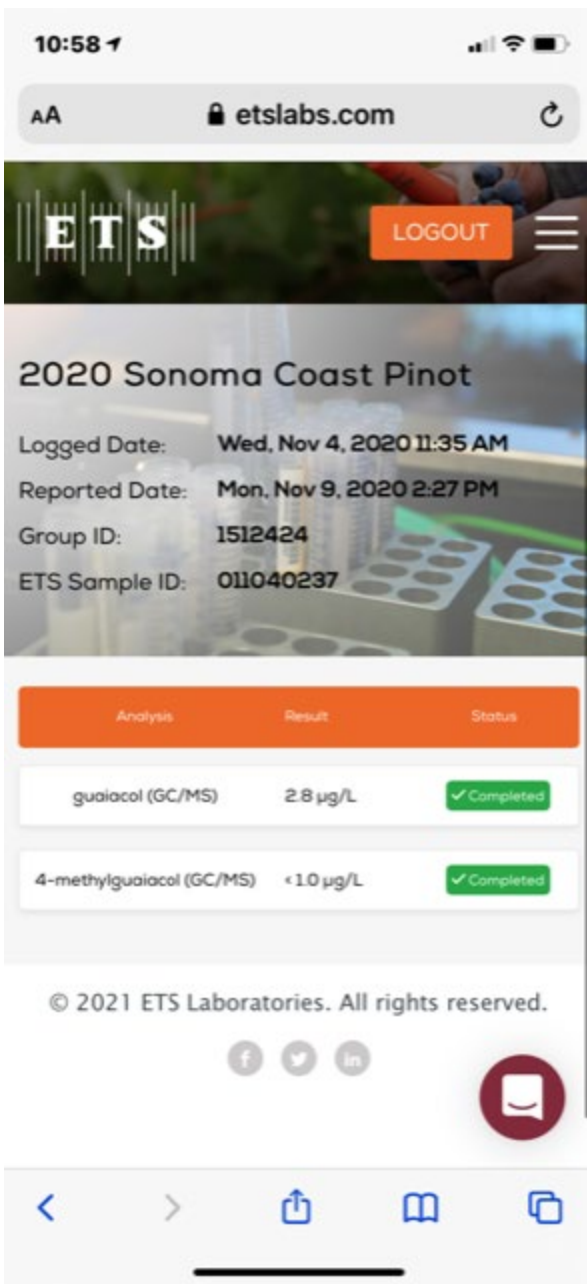 10:58
AA etslabs.com
ETS LOGOUT
2020 Sonoma Coast Pinot
Logged Date: Wed, Nov 4, 2020 11:35 AM
Reported Date: Mon, Nov 9, 2020 2:27 PM
Group ID: 1512424
ETS Sample ID: 011040237
Analysis Result Status
guaiacol (GC/MS) 2.8 µg/L ✓ Completed
4-methylguaiacol (GC/MS) <1.0 µg/L ✓ Completed
© 2021 ETS Laboratories. All rights reserved.
f in